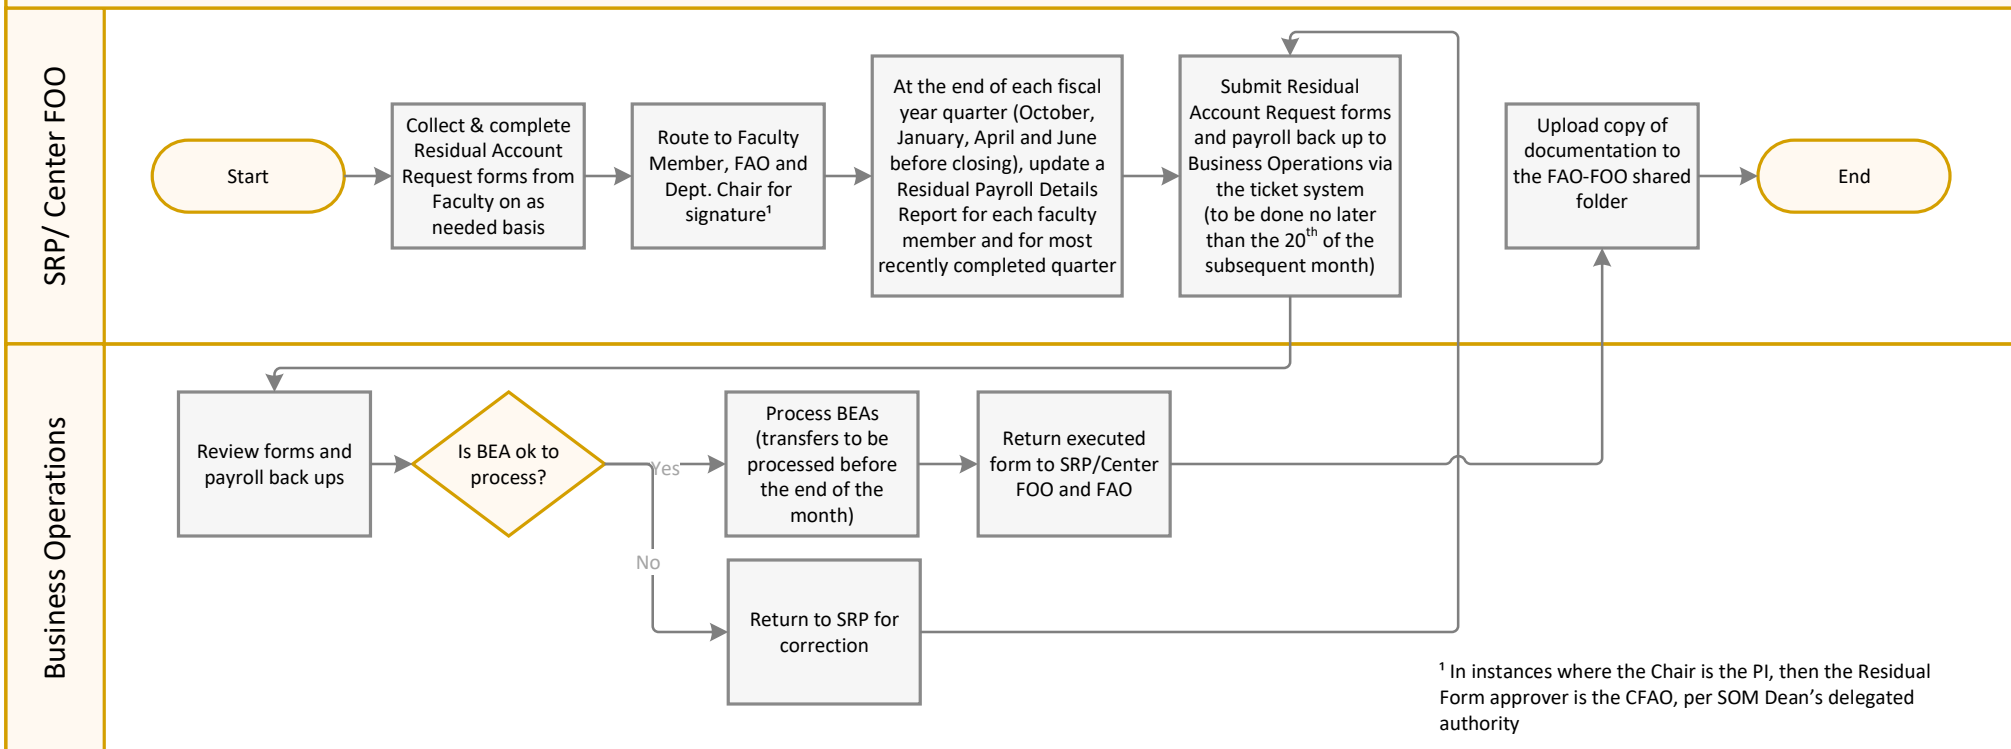 SRP/ Center FOO
Start
Collect & complete
Residual Account
Request forms from
Faculty on as
needed basis
Route to Faculty
Member, FAO and
Dept. Chair for
signature¹
At the end of each fiscal
year quarter (October,
January, April and June
before closing), update a
Residual Payroll Details
Report for each faculty
member and for most
recently completed quarter
Submit Residual
Account Request forms
and payroll back up to
Business Operations via
the ticket system
(to be done no later
than the 20th of the
subsequent month)
Upload copy of
documentation to
the FAO-FOO shared
folder
End
Business Operations
Review forms and
payroll back ups
Is BEA ok to
process?
Yes
No
Process BEAs
(transfers to be
processed before
the end of the
month)
Return executed
form to SRP/Center
FOO and FAO
Return to SRP for
correction
¹ In instances where the Chair is the PI, then the Residual
Form approver is the CFAO, per SOM Dean’s delegated
authority